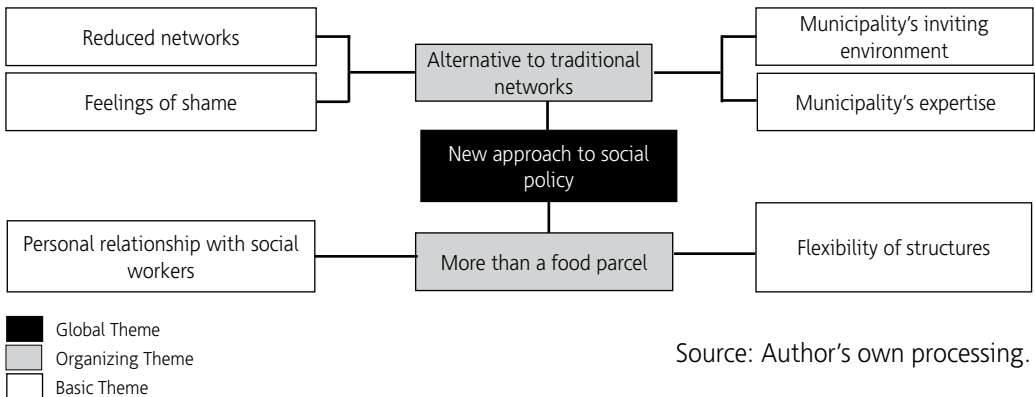 Reduced networks
Feelings of shame
Alternative to traditional
networks
Municipality's inviting
environment
Municipality's expertise
New approach to social
policy
Personal relationship with social
workers
More than a food parcel
Flexibility of structures
Global Theme
Organizing Theme
Basic Theme
Source: Author's own processing.